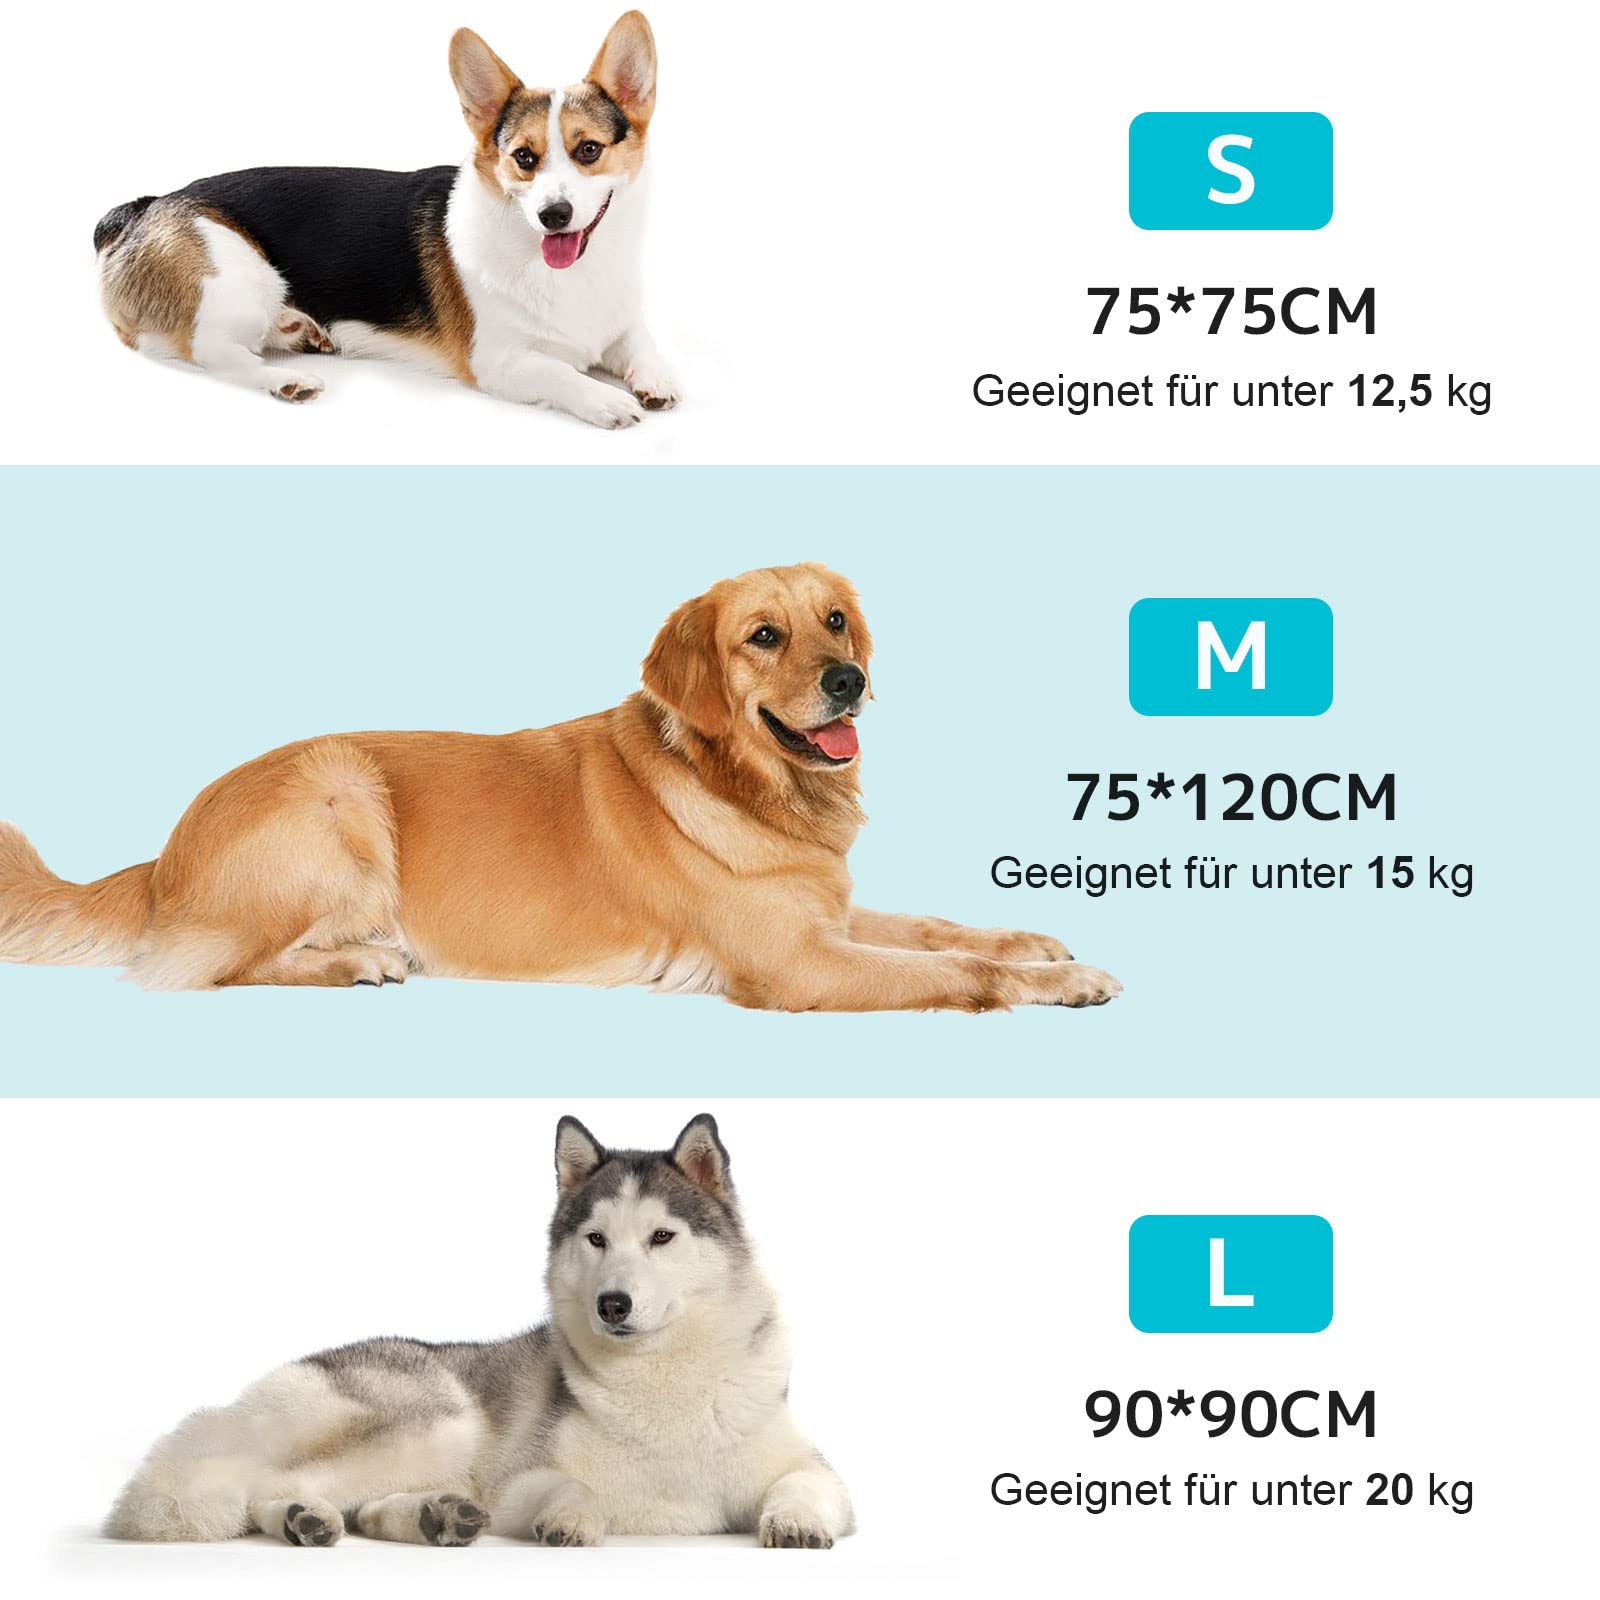 S
75*75CM
Geeignet für unter 12,5 kg
M
75*120CM
Geeignet für unter 15 kg
L
90*90CM
Geeignet für unter 20 kg